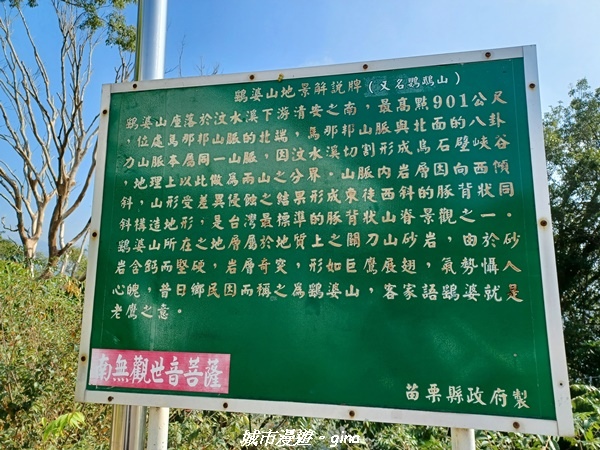 鷂婆山地景解說牌(又名鸚鵡山)
鷂婆山座落於汶水溪下游清安之南，最高點901公尺
，位處馬那邦山脈的北端，馬那邦山脈與北面的八卦
力山脈本屬同一山脈，因汶水溪切割形成鳥石壁峽谷
，地理上以此做為兩山之分界。山脈內岩層因向西傾
斜，山形受差異侵蝕之結果形成東徒西斜的豚背狀同
斜構造地形，是台灣最標準的豚背狀山脊景觀之一。
鷂婆山所在之地層屬於地質上之關刀山砂岩，由於砂
岩含鈣而堅硬，岩層奇突，形如巨鷹展翅，氣勢懾人
心魄，昔日鄉民因而稱之為鷂婆山，客家語鷂婆就是
老鷹之意。
南無觀世音菩薩
苗栗縣政府製
城市漫遊。gina